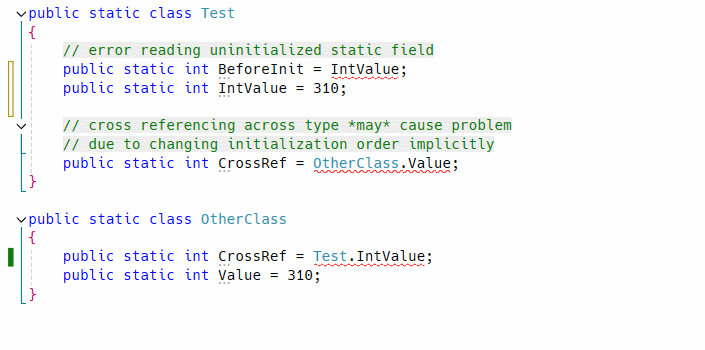 public static class Test
{
    // error reading uninitialized static field
    public static int BeforeInit = IntValue;
    public static int IntValue = 310;
    // cross referencing across type *may* cause problem
    // due to changing initialization order implicitly
    public static int CrossRef = OtherClass.Value;
}
public static class OtherClass
{
    public static int CrossRef = Test.IntValue;
    public static int Value = 310;
}